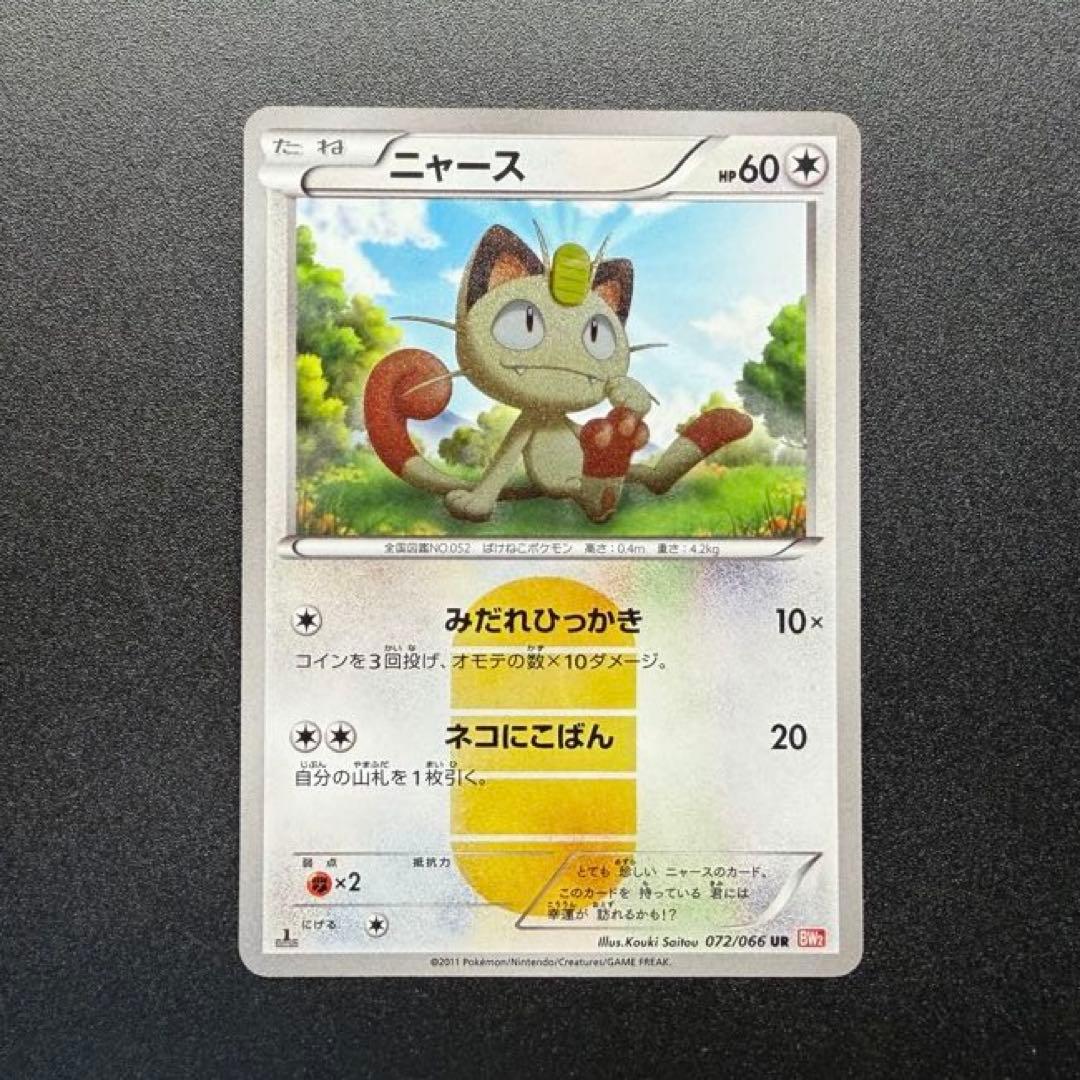 たね ニャース HP60
全国図鑑NO.052 ばけねこポケモン 高さ：0.4m 重さ：4.2kg
みだれひっかき 10×
コインを3回投げ、オモテの数×10ダメージ。
ネコにこばん 20
自分の山札を1枚引く。
弱点 抵抗力
×2
とても 珍しい ニャースのカード。
このカードを 持っている 君には
幸運が 訪れるかも!?
にげる
1 EDITION Illus.Kouki Saitou 072/066 UR BW2
©2011 Pokémon/Nintendo/Creatures/GAME FREAK.